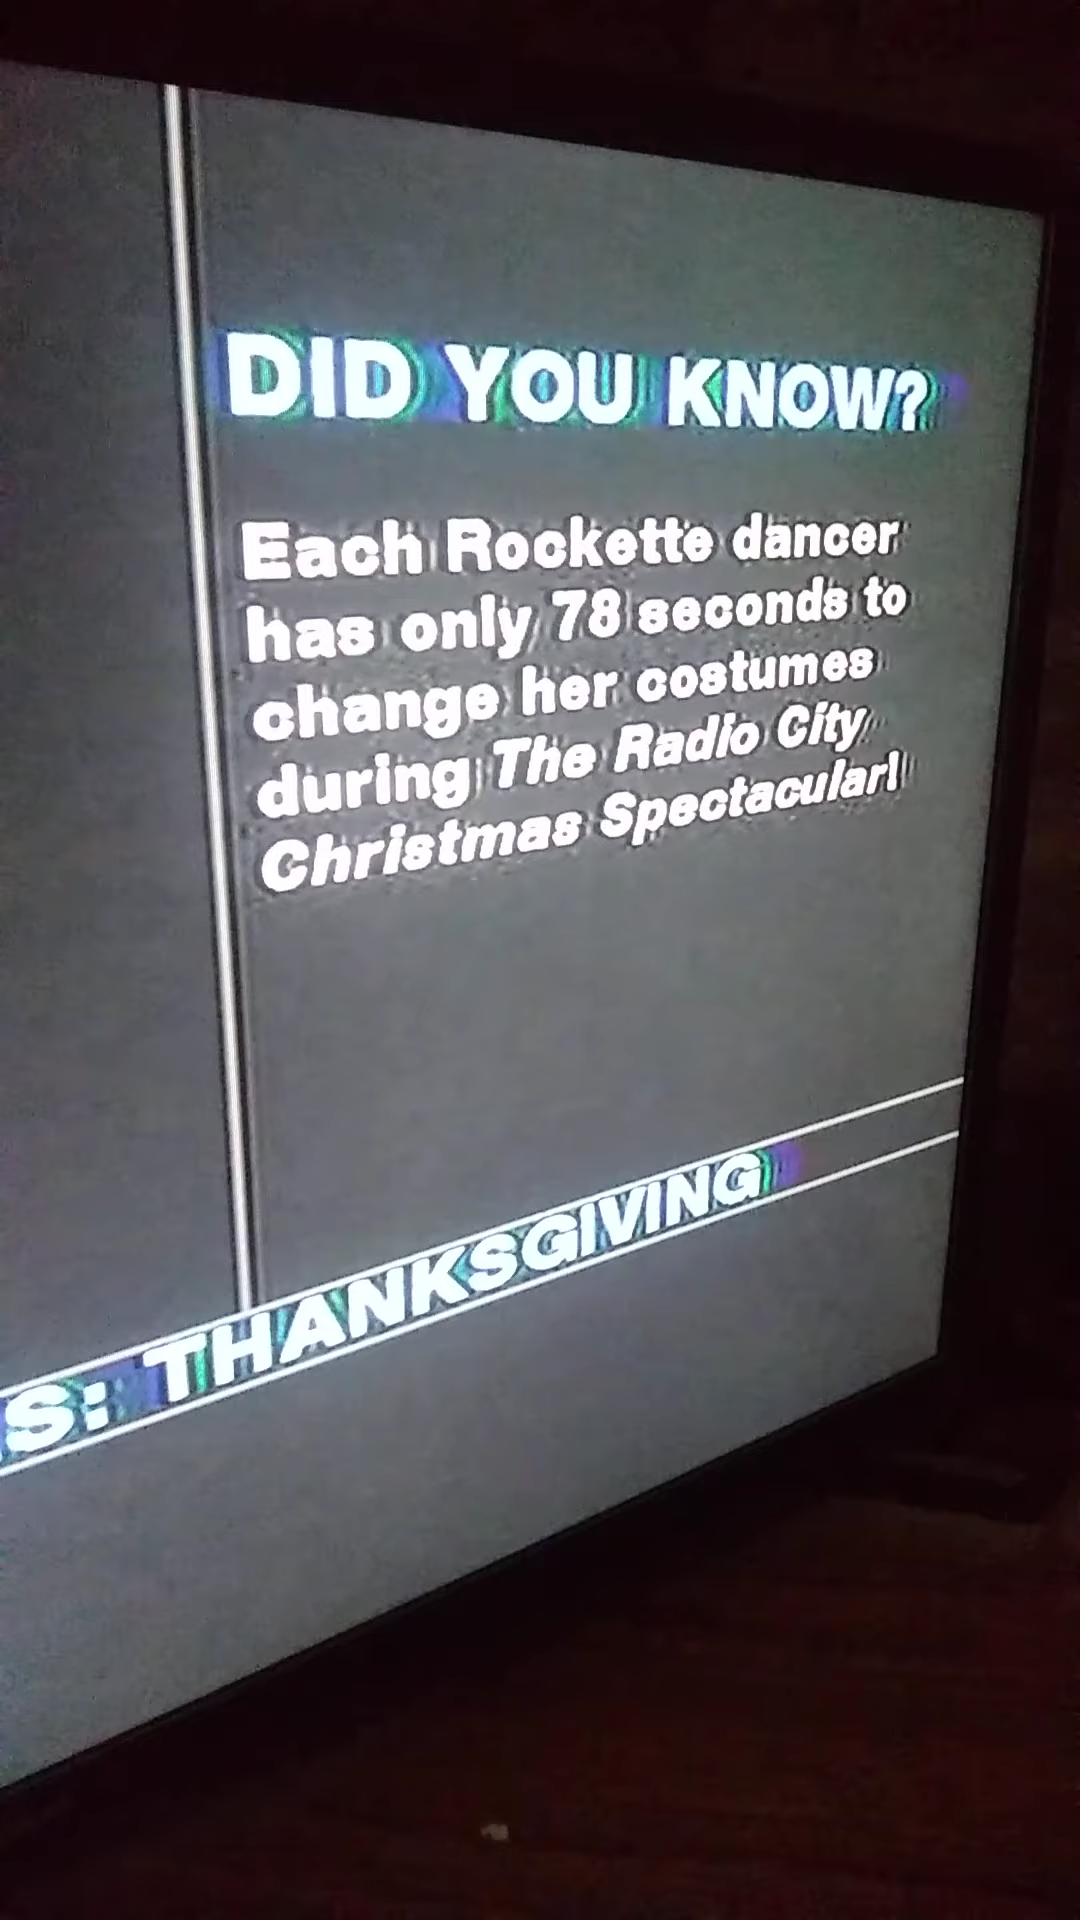 DID YOU KNOW?
Each Rockette dancer
has only 78 seconds to
change her costumes
during The Radio City
Christmas Spectacular!
S: THANKSGIVING